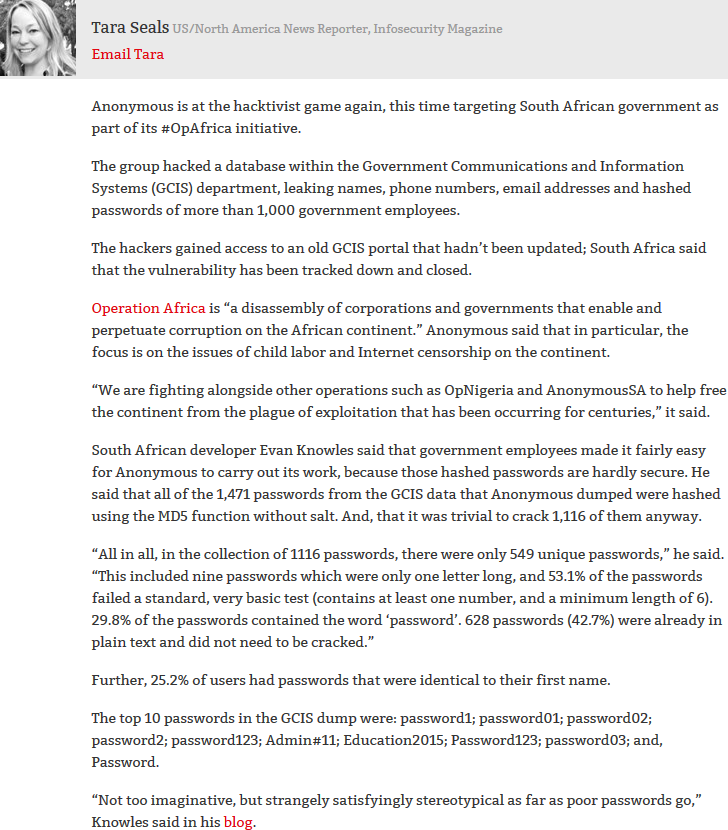 Tara Seals US/North America News Reporter, Infosecurity Magazine
Email Tara
Anonymous is at the hacktivist game again, this time targeting South African government as
part of its #OpAfrica initiative.
The group hacked a database within the Government Communications and Information
Systems (GCIS) department, leaking names, phone numbers, email addresses and hashed
passwords of more than 1,000 government employees.
The hackers gained access to an old GCIS portal that hadn’t been updated; South Africa said
that the vulnerability has been tracked down and closed.
Operation Africa is “a disassembly of corporations and governments that enable and
perpetuate corruption on the African continent.” Anonymous said that in particular, the
focus is on the issues of child labor and Internet censorship on the continent.
“We are fighting alongside other operations such as OpNigeria and AnonymousSA to help free
the continent from the plague of exploitation that has been occurring for centuries,” it said.
South African developer Evan Knowles said that government employees made it fairly easy
for Anonymous to carry out its work, because those hashed passwords are hardly secure. He
said that all of the 1,471 passwords from the GCIS data that Anonymous dumped were hashed
using the MD5 function without salt. And, that it was trivial to crack 1,116 of them anyway.
“All in all, in the collection of 1116 passwords, there were only 549 unique passwords,” he said.
“This included nine passwords which were only one letter long, and 53.1% of the passwords
failed a standard, very basic test (contains at least one number, and a minimum length of 6).
29.8% of the passwords contained the word ‘password’. 628 passwords (42.7%) were already in
plain text and did not need to be cracked.”
Further, 25.2% of users had passwords that were identical to their first name.
The top 10 passwords in the GCIS dump were: password1; password01; password02;
password2; password123; Admin#11; Education2015; Password123; password03; and,
Password.
“Not too imaginative, but strangely satisfyingly stereotypical as far as poor passwords go,”
Knowles said in his blog.